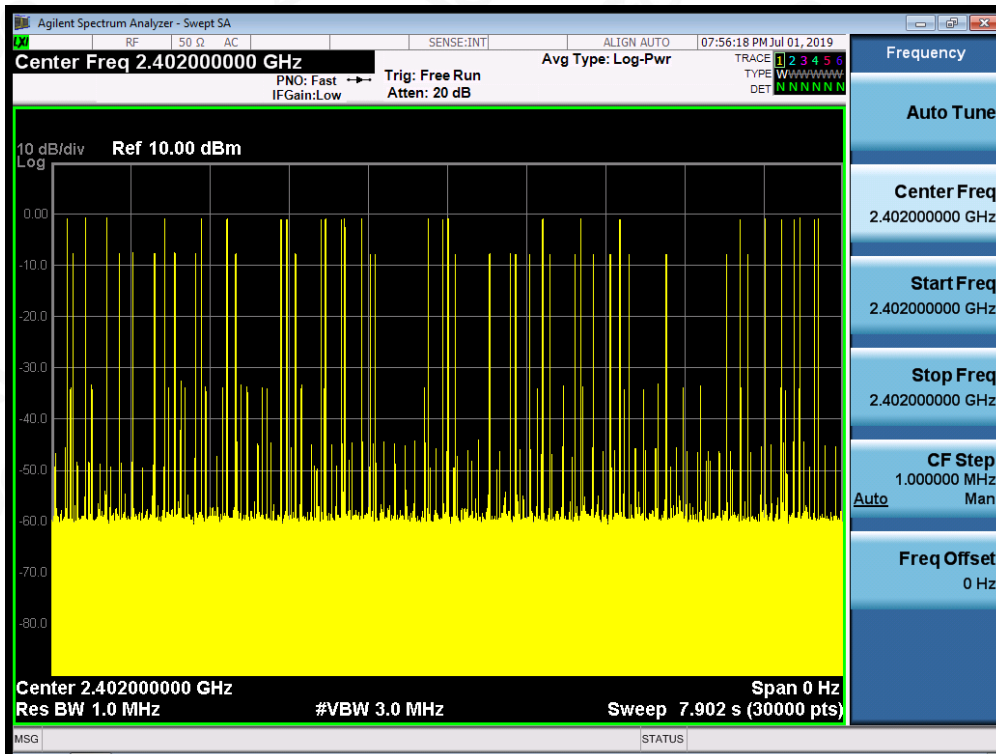 Agilent Spectrum Analyzer - Swept SA
LXI RF 50 Ω AC SENSE:INT ALIGN AUTO 07:56:18 PM Jul 01, 2019
Center Freq 2.402000000 GHz
PNO: Fast
IFGain:Low
Trig: Free Run
Atten: 20 dB
Avg Type: Log-Pwr
TRACE 1 2 3 4 5 6
TYPE WWWWWW
DET N N N N N N
10 dB/div Ref 10.00 dBm
Log
0.00
-10.0
-20.0
-30.0
-40.0
-50.0
-60.0
-70.0
-80.0
Center 2.402000000 GHz Span 0 Hz
Res BW 1.0 MHz #VBW 3.0 MHz Sweep 7.902 s (30000 pts)
MSG STATUS
Frequency
Auto Tune
Center Freq
2.402000000 GHz
Start Freq
2.402000000 GHz
Stop Freq
2.402000000 GHz
CF Step
1.000000 MHz
Auto Man
Freq Offset
0 Hz